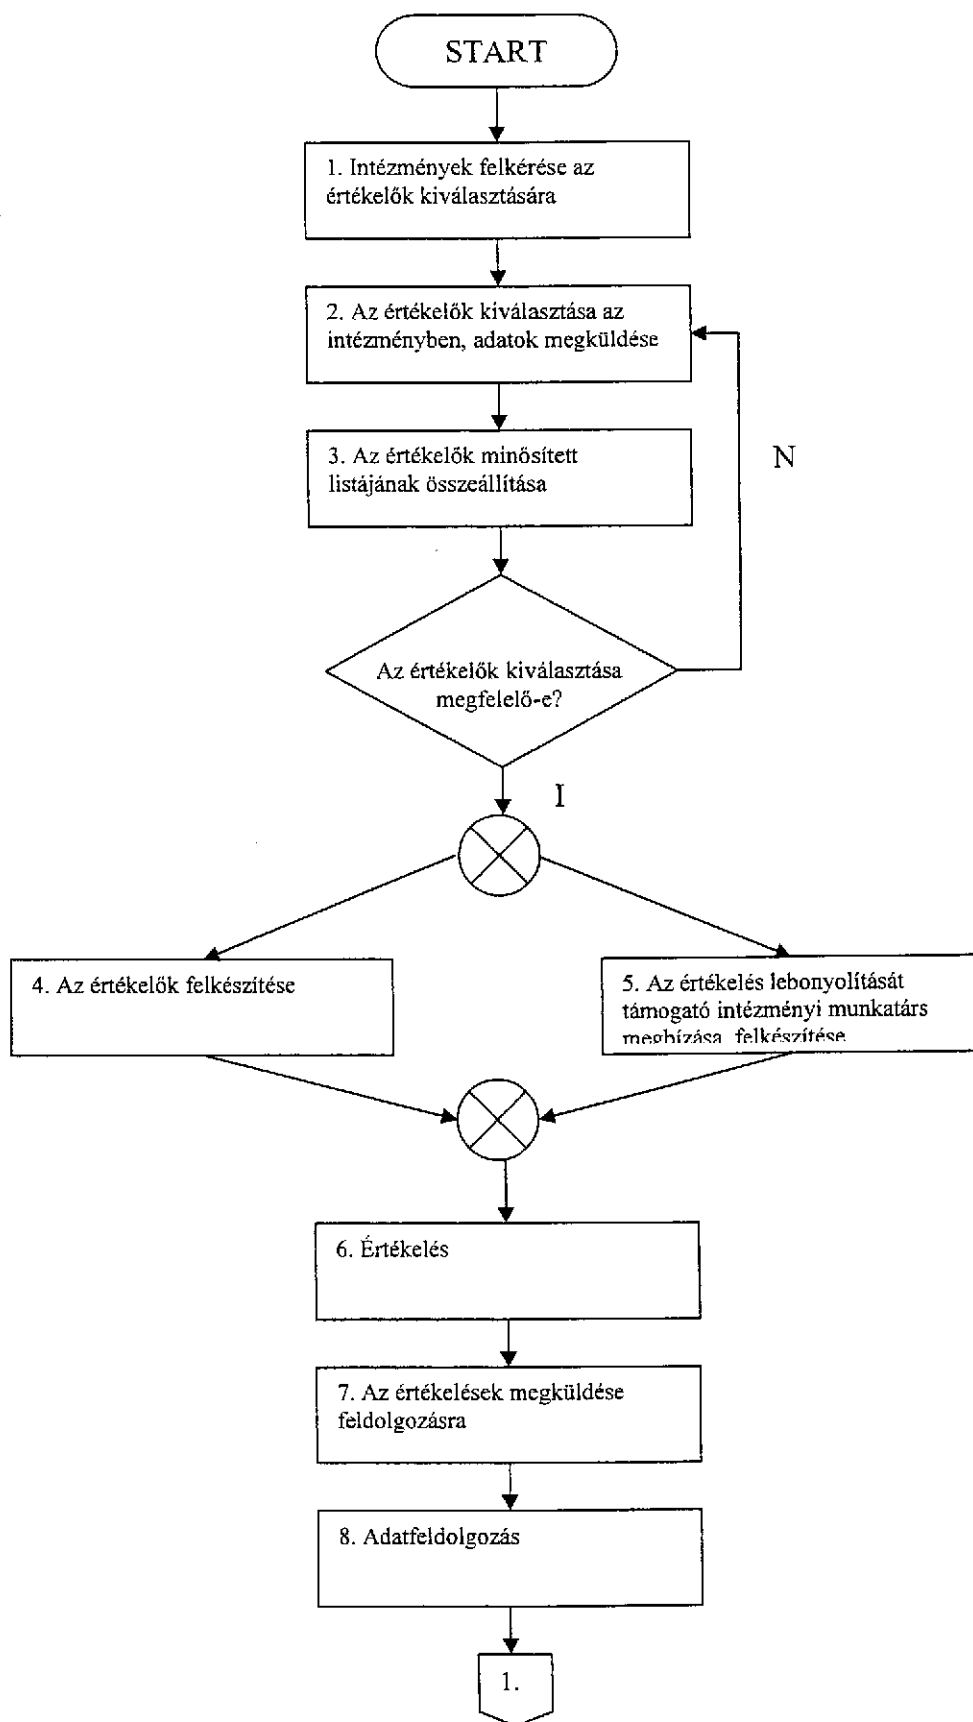 START
1. Intézmények felkérése az
értékelők kiválasztására
2. Az értékelők kiválasztása az
intézményben, adatok megküldése
3. Az értékelők minősített
listájának összeállítása
N
Az értékelők kiválasztása
megfelelő-e?
I
4. Az értékelők felkészítése
5. Az értékelés lebonyolítását
támogató intézményi munkatárs
megbízása, felkészítése
6. Értékelés
7. Az értékelések megküldése
feldolgozásra
8. Adatfeldolgozás
1.